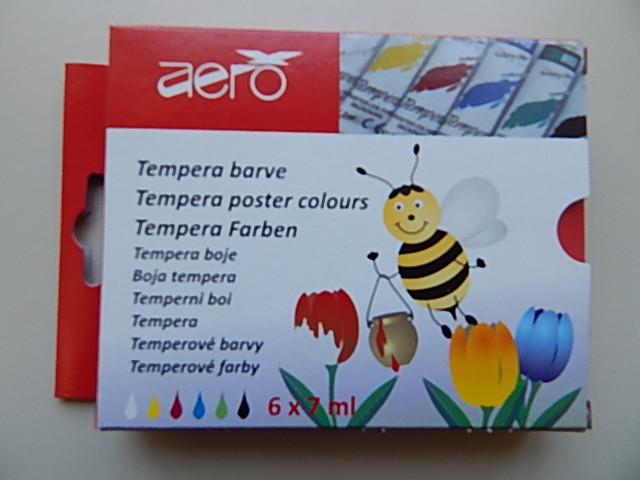 aero
Tempera barve
Tempera poster colours
Tempera Farben
Tempera boje
Boja tempera
Temperni boi
Tempera
Temperové barvy
Temperové farby
6 x 7 ml